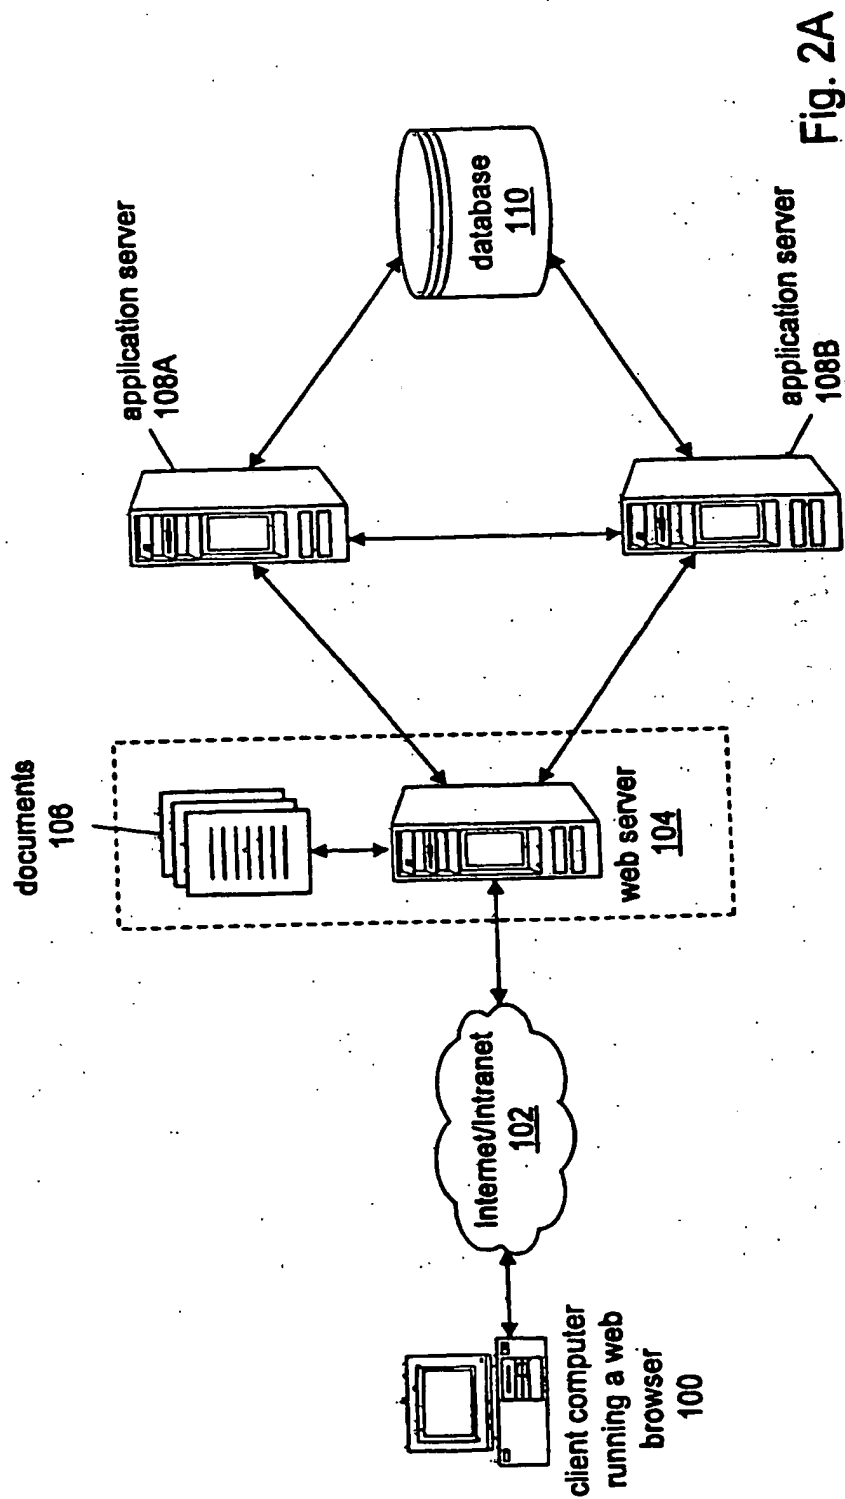 documents
106
application server
108A
client computer
running a web
browser
100
Internet/Intranet
102
web server
104
database
110
application server
108B
Fig. 2A